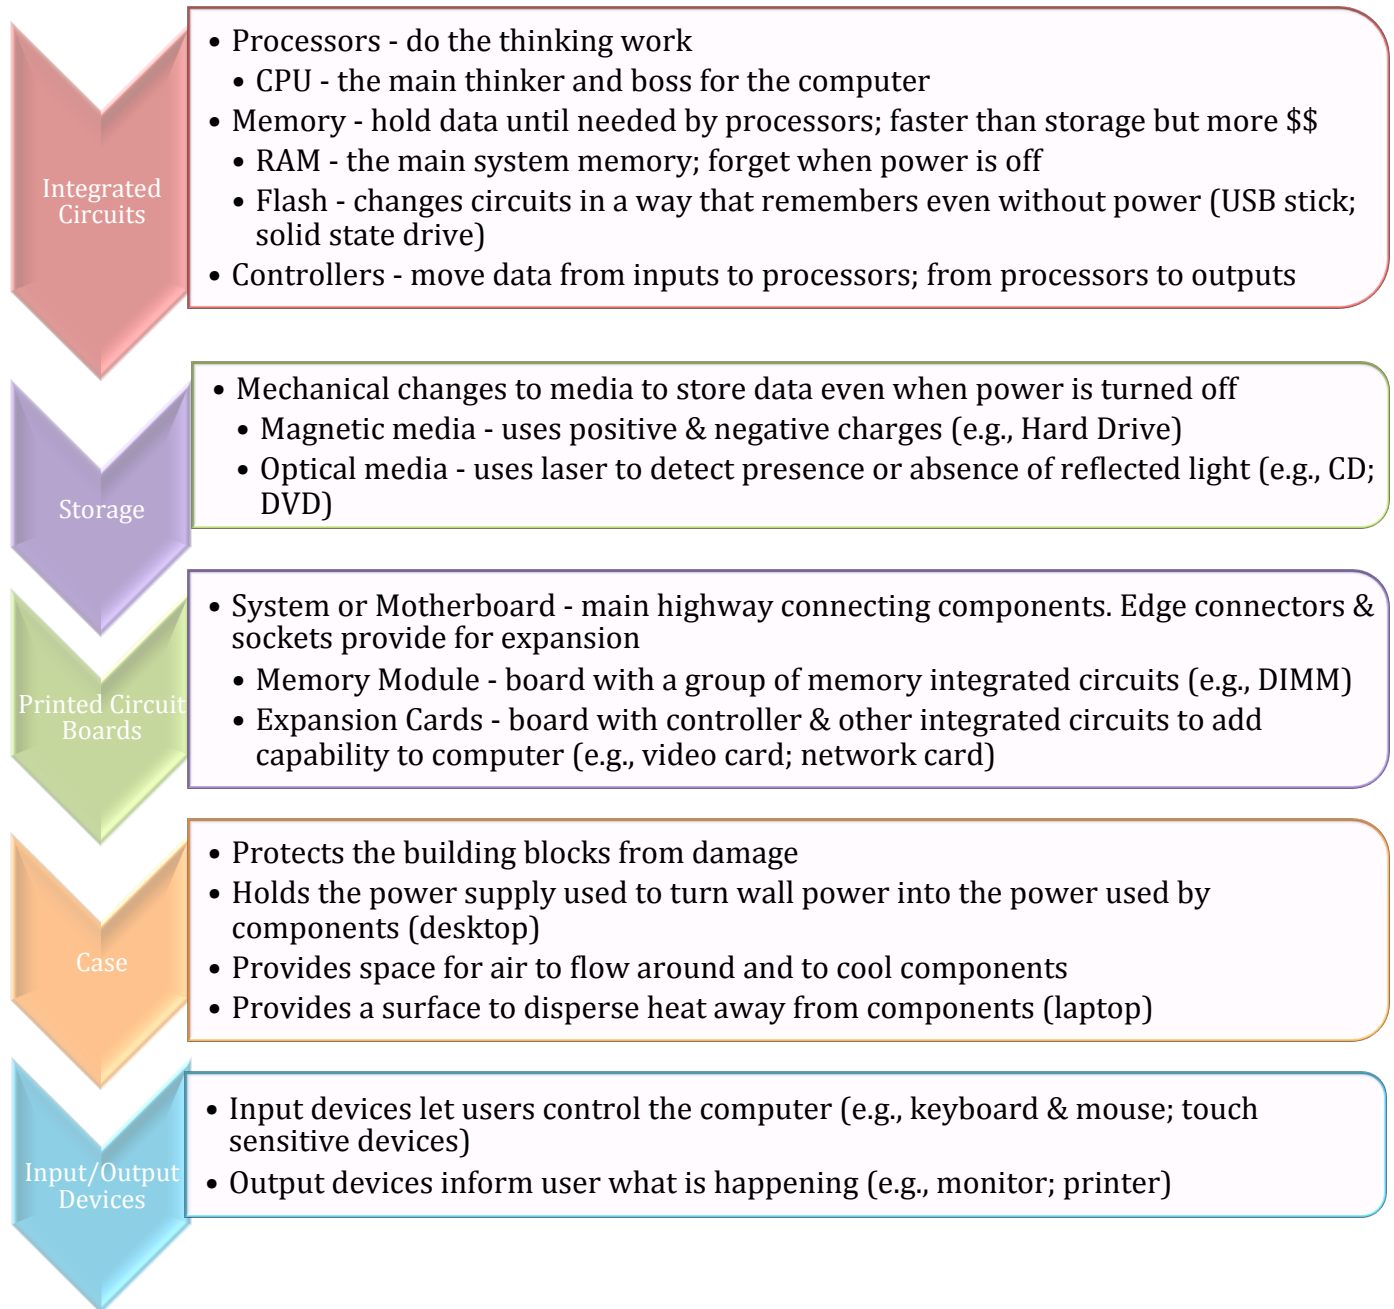 Integrated
Circuits
• Processors - do the thinking work
• CPU - the main thinker and boss for the computer
• Memory - hold data until needed by processors; faster than storage but more $$
• RAM - the main system memory; forget when power is off
• Flash - changes circuits in a way that remembers even without power (USB stick;
solid state drive)
• Controllers - move data from inputs to processors; from processors to outputs
Storage
• Mechanical changes to media to store data even when power is turned off
• Magnetic media - uses positive & negative charges (e.g., Hard Drive)
• Optical media - uses laser to detect presence or absence of reflected light (e.g., CD;
DVD)
Printed Circuit
Boards
• System or Motherboard - main highway connecting components. Edge connectors &
sockets provide for expansion
• Memory Module - board with a group of memory integrated circuits (e.g., DIMM)
• Expansion Cards - board with controller & other integrated circuits to add
capability to computer (e.g., video card; network card)
Case
• Protects the building blocks from damage
• Holds the power supply used to turn wall power into the power used by
components (desktop)
• Provides space for air to flow around and to cool components
• Provides a surface to disperse heat away from components (laptop)
Input/Output
Devices
• Input devices let users control the computer (e.g., keyboard & mouse; touch
sensitive devices)
• Output devices inform user what is happening (e.g., monitor; printer)